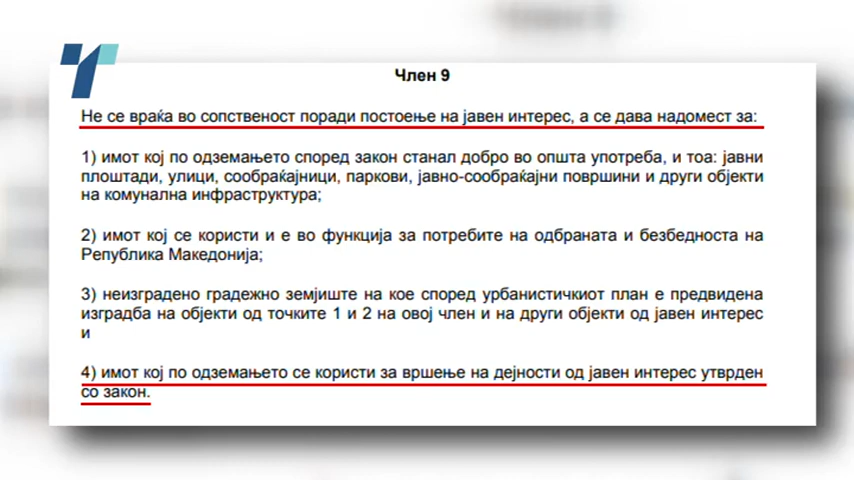 Член 9
Не се враќа во сопственост поради постоење на јавен интерес, а се дава надомест за:
1) имот кој по одземањето според закон станал добро во општа употреба, и тоа: јавни
плоштади, улици, сообраќајници, паркови, јавно-сообраќајни површини и други објекти
на комунална инфраструктура;
2) имот кој се користи и е во функција за потребите на одбраната и безбедноста на
Република Македонија;
3) неизградено градежно земјиште на кое според урбанистичкиот план е предвидена
изградба на објекти од точките 1 и 2 на овој член и на други објекти од јавен интерес
и
4) имот кој по одземањето се користи за вршење на дејности од јавен интерес утврден
со закон.